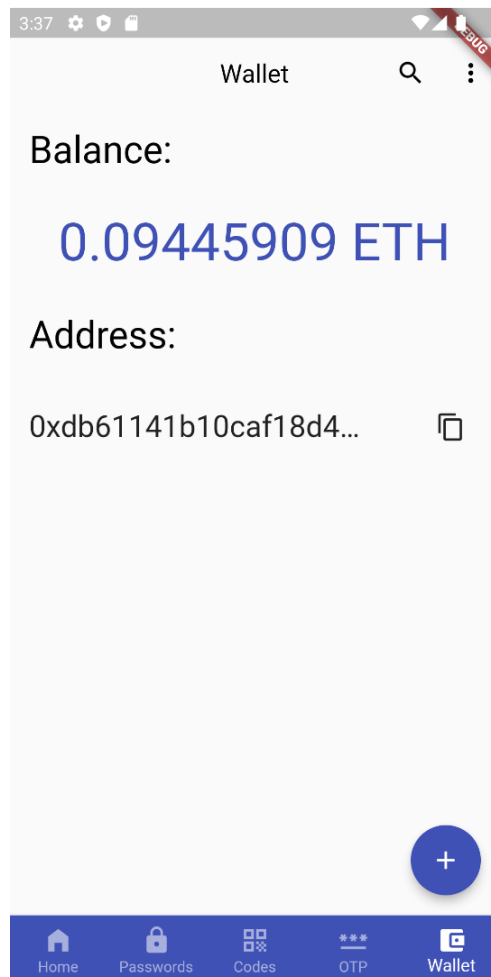 3:37
DEBUG
Wallet
Balance:
0.09445909 ETH
Address:
0xdb61141b10caf18d4...
Home Passwords Codes OTP Wallet